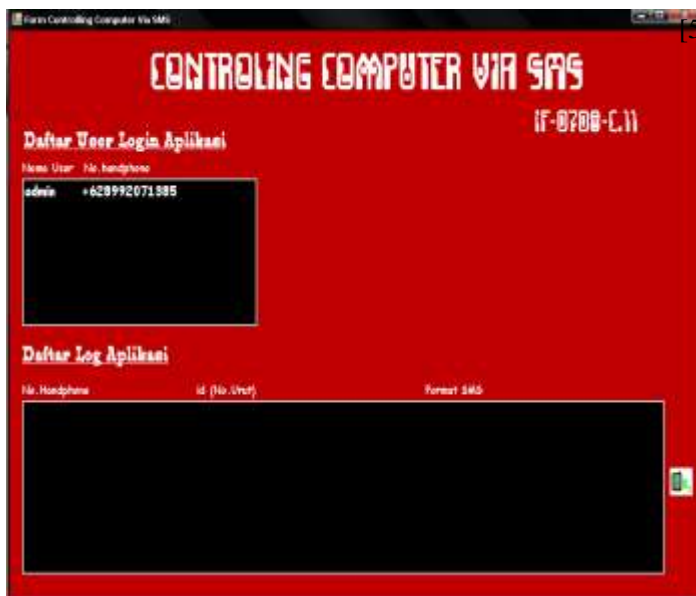 Form Controlling Computer Via SMS
CONTROLING COMPUTER VIA SMS
IF-0708-C.11
Daftar User Login Aplikasi
Nama User No.handphone
admin +628992071385
Daftar Log Aplikasi
No.Handphone id (No.Urut) Format SMS